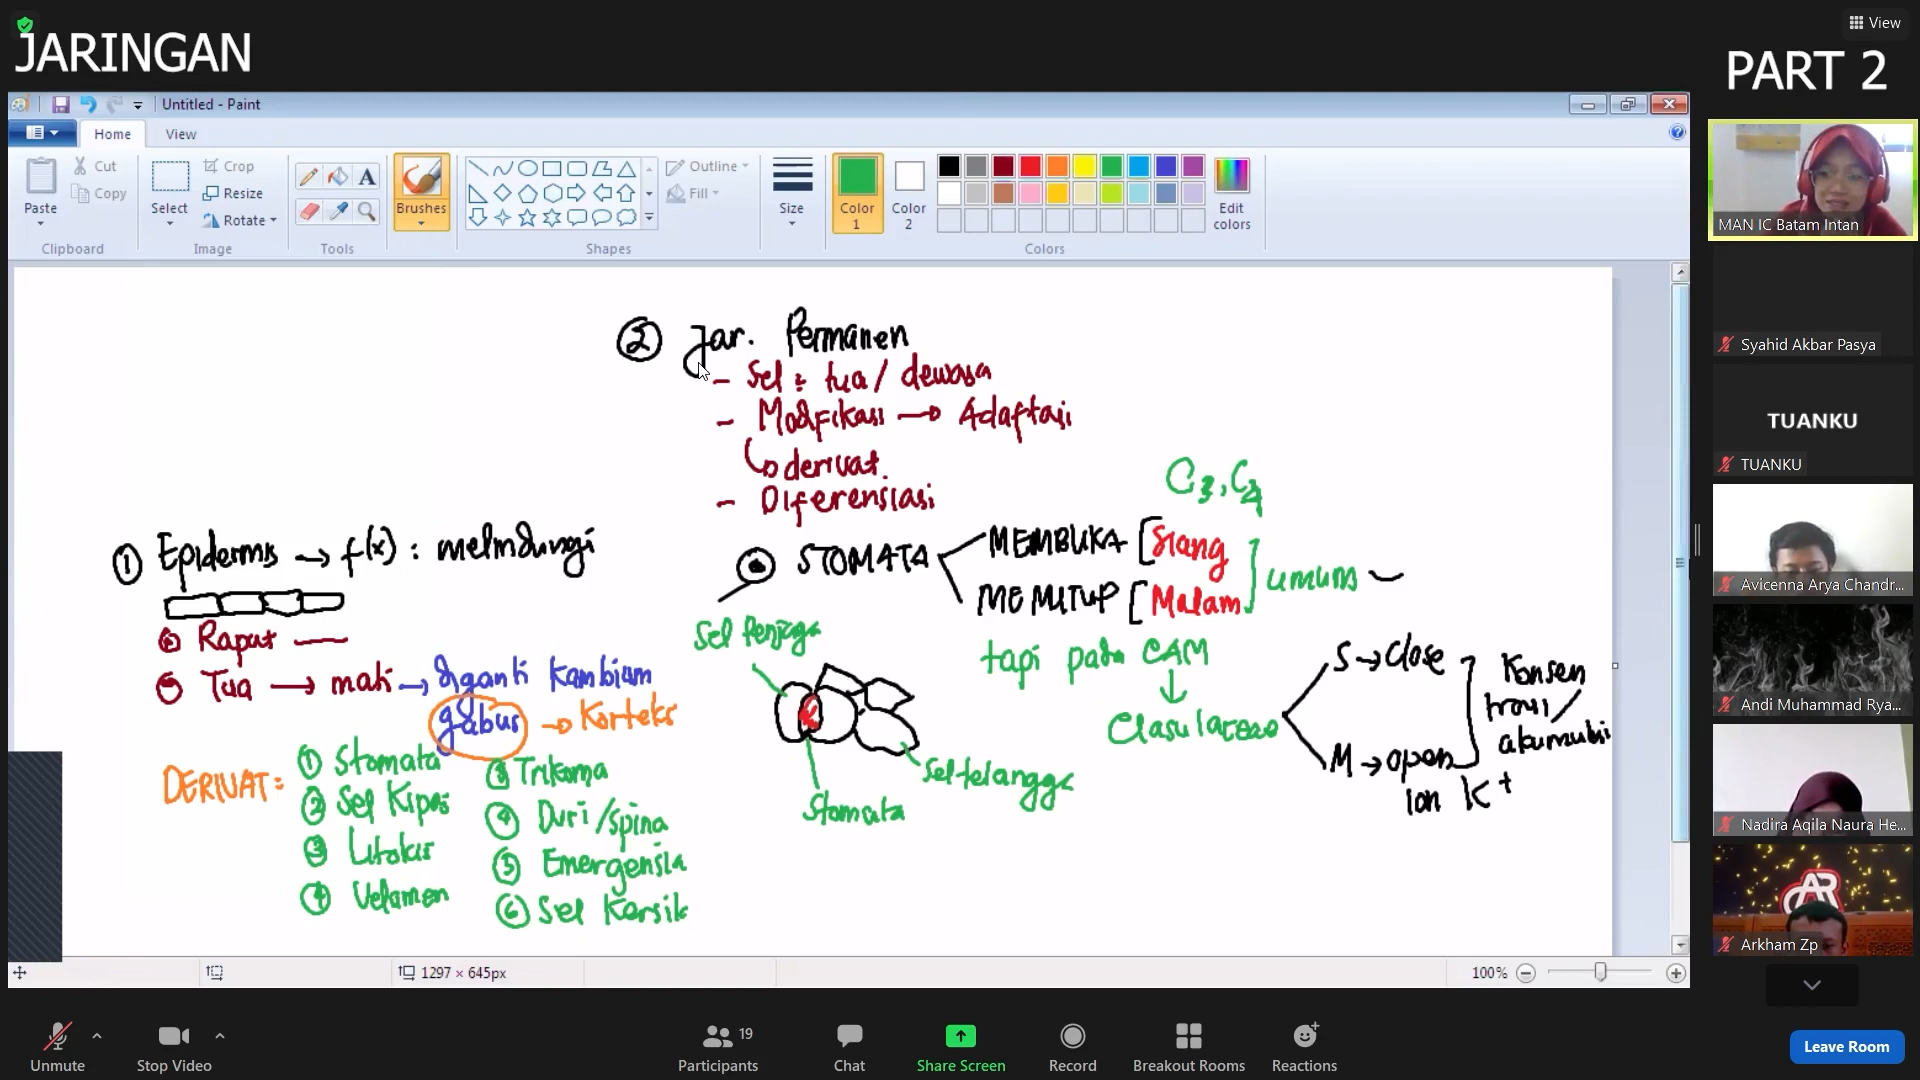 JARINGAN
View
PART 2
Untitled - Paint
Home
View
Paste
Cut
Copy
Clipboard
Select
Crop
Resize
Rotate
Image
Tools
Brushes
Shapes
Outline
Fill
Size
Color 1
Color 2
Edit colors
Colors
② Jar. Permanen
- Sel : tua / dewasa
- Modifikasi → Adaptasi
↳ derivat.
- Diferensiasi
① Epidermis → f(x) : melindungi
Raput
Tua → mati → diganti Kambium
gabus → Korteks
DERIVAT :
① Stomata
② Sel Kipas
③ Litokis
④ Velamen
③ Trikoma
④ Duri / spina
⑤ Emergensia
⑥ Sel Kersik
STOMATA
MEMBUKA [ Siang
MENUTUP [ Malam
C3, C4
umum
tapi pada CAM
↓
Clasulaceae
S → Close
M → open
Konsen
trasi /
akumulasi
ion K+
Sel Penjaga
Stomata
Sel telangga
1297 × 645px
100%
MAN IC Batam Intan
Syahid Akbar Pasya
TUANKU
TUANKU
Avicenna Arya Chandr...
Andi Muhammad Rya...
Nadira Aqila Naura He...
AR
Arkham Zp
Unmute
Stop Video
Participants
19
Chat
Share Screen
Record
Breakout Rooms
Reactions
Leave Room